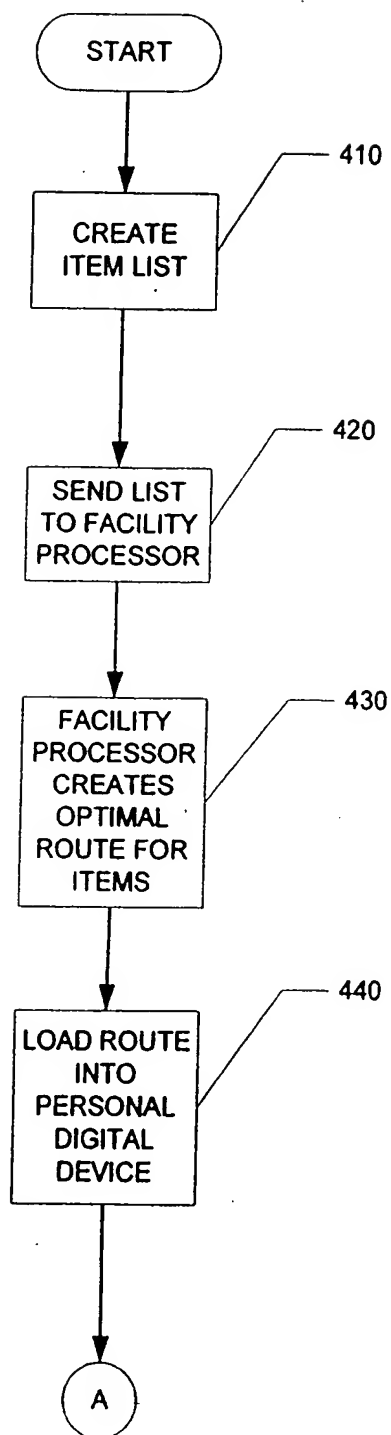 START
410
CREATE
ITEM LIST
420
SEND LIST
TO FACILITY
PROCESSOR
430
FACILITY
PROCESSOR
CREATES
OPTIMAL
ROUTE FOR
ITEMS
440
LOAD ROUTE
INTO
PERSONAL
DIGITAL
DEVICE
A